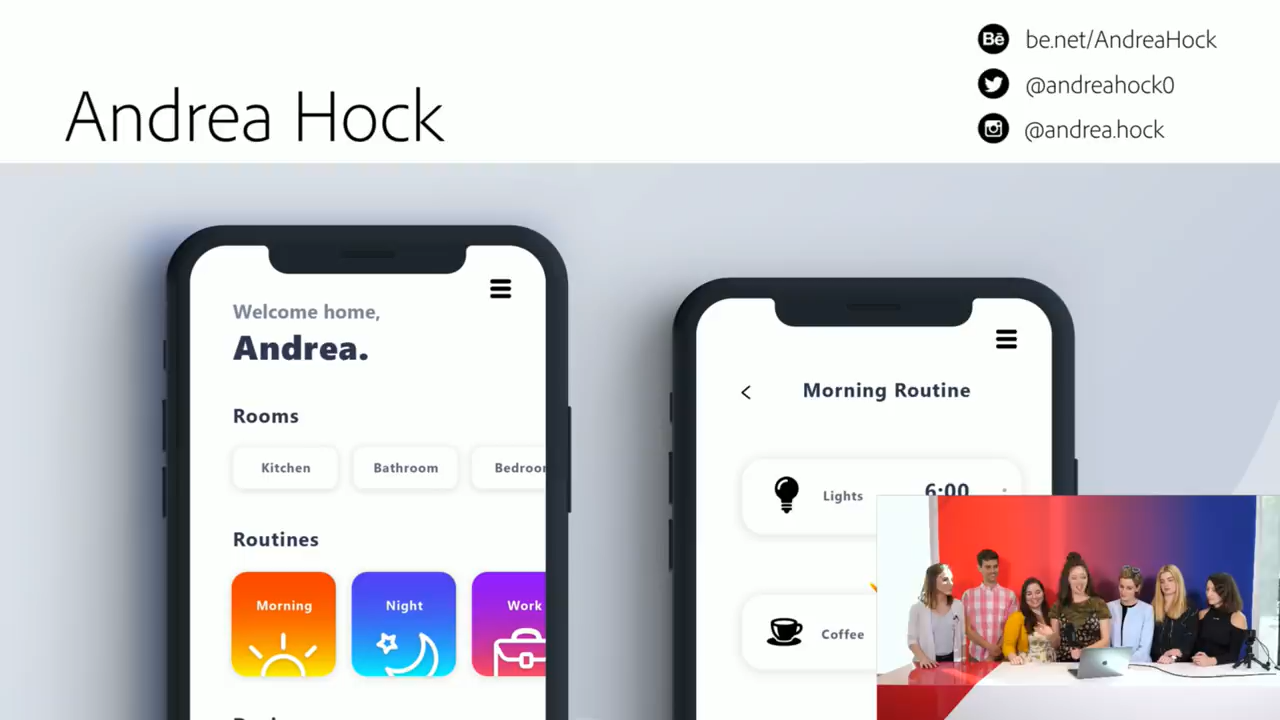 Andrea Hock
Bē be.net/AndreaHock
@andreahock0
@andrea.hock
Welcome home,
Andrea.
Rooms
Kitchen
Bathroom
Routines
Morning
Night
Work
Morning Routine
Lights
6:00
Coffee